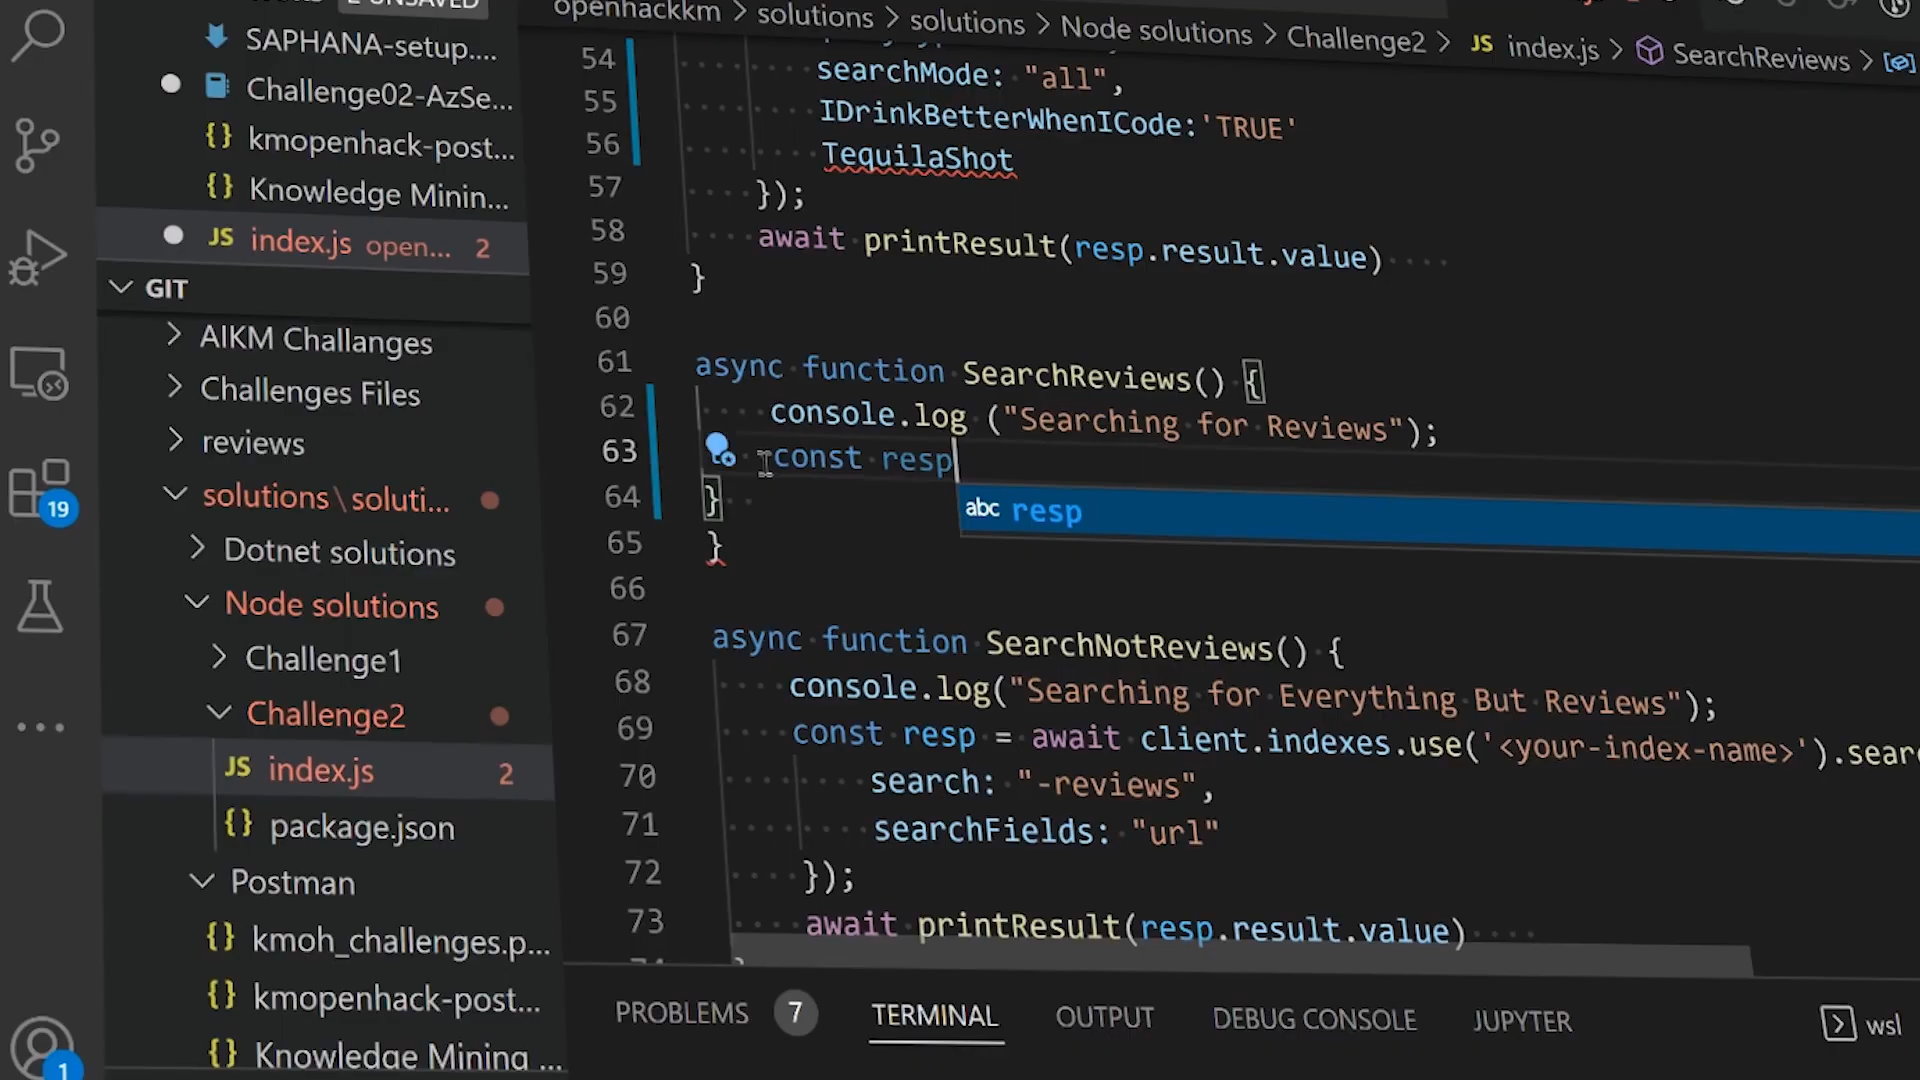 SAPHANA-setup....
Challenge02-AzSe...
{} kmopenhack-post...
{} Knowledge Minin...
JS index.js open... 2
GIT
AIKM Challanges
Challenges Files
reviews
solutions\soluti...
Dotnet solutions
Node solutions
Challenge1
Challenge2
JS index.js 2
{} package.json
Postman
{} kmoh_challenges.p...
{} kmopenhack-post...
{} Knowledge Mining ...
19
1
openhackkm > solutions > solutions > Node solutions > Challenge2 > JS index.js > SearchReviews >
54 searchMode: "all",
55 IDrinkBetterWhenICode:'TRUE'
56 TequilaShot
57 });
58 await printResult(resp.result.value)
59 }
60
61 async function SearchReviews() {
62 console.log ("Searching for Reviews");
63 const resp
abc resp
64 }
65 }
66
67 async function SearchNotReviews() {
68 console.log("Searching for Everything But Reviews");
69 const resp = await client.indexes.use('<your-index-name>').sear
70 search: "-reviews",
71 searchFields: "url"
72 });
73 await printResult(resp.result.value)
PROBLEMS 7 TERMINAL OUTPUT DEBUG CONSOLE JUPYTER wsl